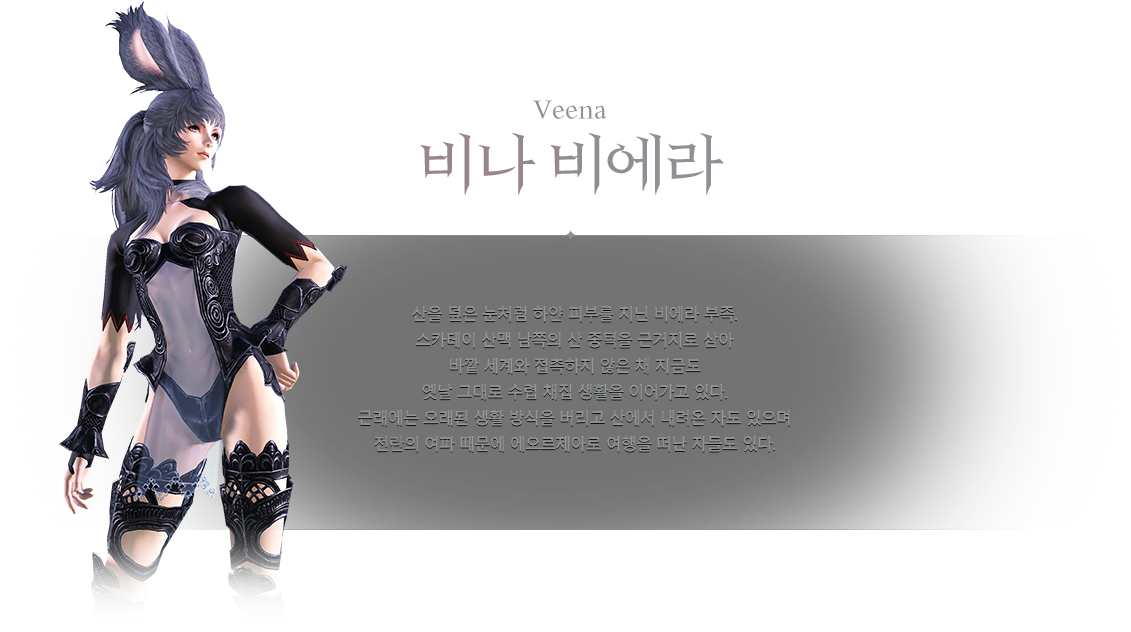 Veena
비나 비에라
산을 덮은 눈처럼 하얀 피부를 지닌 비에라 부족.
스카테이 산맥 남쪽의 산 중턱을 근거지로 삼아
바깥 세계와 접촉하지 않은 채 지금도
옛날 그대로 수렵 채집 생활을 이어가고 있다.
근래에는 오래된 생활 방식을 버리고 산에서 내려온 자도 있으며
전란의 여파 때문에 에오르제아로 여행을 떠난 자들도 있다.